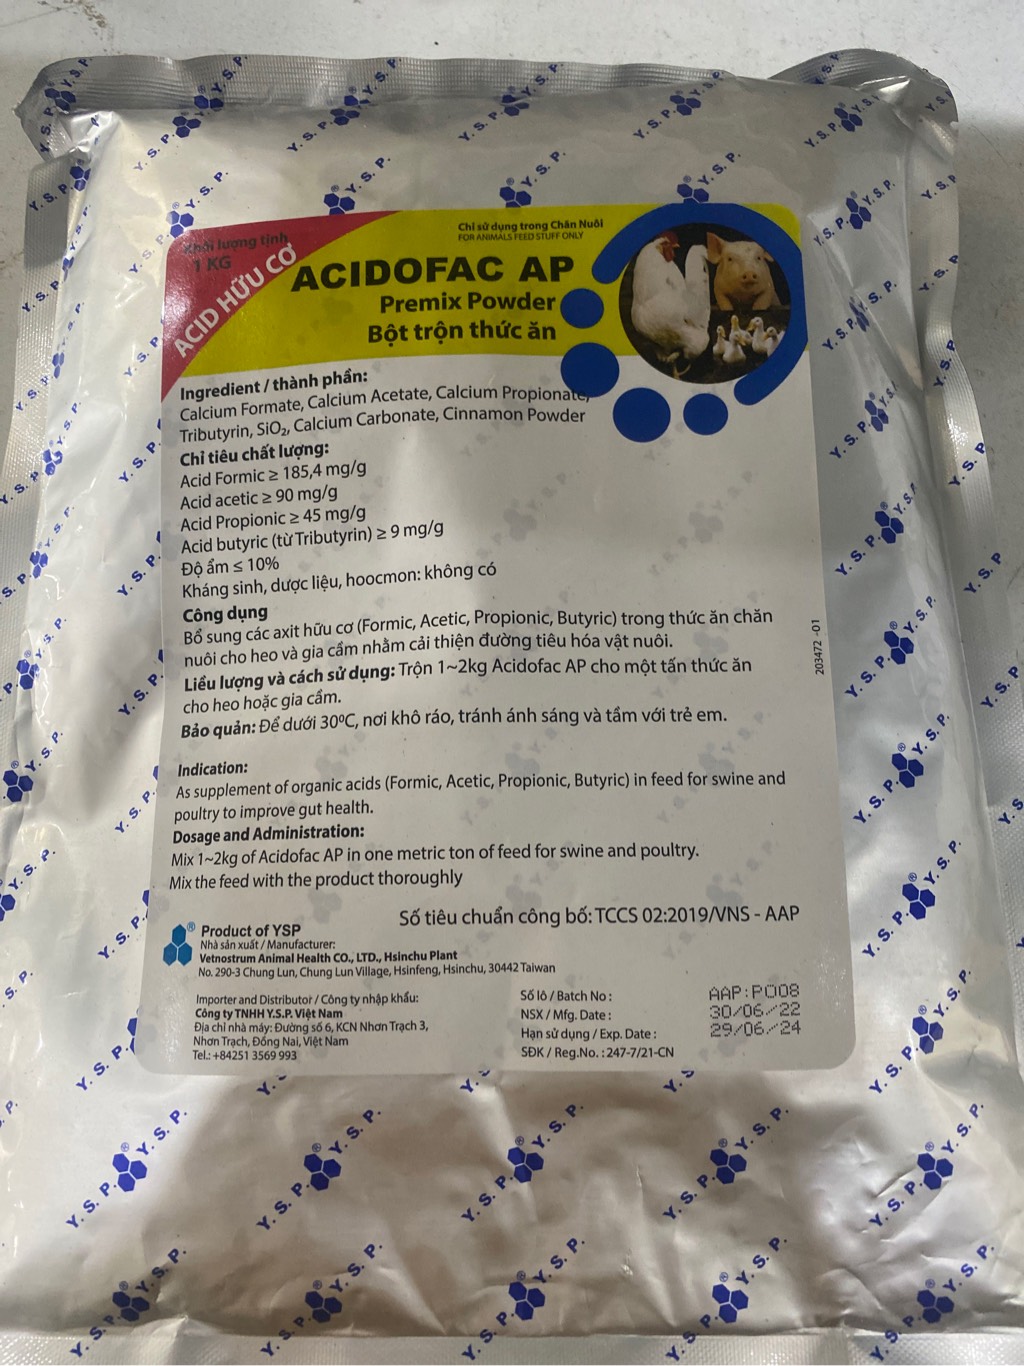 Khối lượng tịnh
1 KG
ACID HỮU CƠ
Chỉ sử dụng trong Chăn Nuôi
FOR ANIMALS FEED STUFF ONLY
ACIDOFAC AP
Premix Powder
Bột trộn thức ăn
Ingredient / thành phần:
Calcium Formate, Calcium Acetate, Calcium Propionate,
Tributyrin, SiO₂, Calcium Carbonate, Cinnamon Powder
Chỉ tiêu chất lượng:
Acid Formic ≥ 185,4 mg/g
Acid acetic ≥ 90 mg/g
Acid Propionic ≥ 45 mg/g
Acid butyric (từ Tributyrin) ≥ 9 mg/g
Độ ẩm ≤ 10%
Kháng sinh, dược liệu, hoocmon: không có
Công dụng
Bổ sung các axit hữu cơ (Formic, Acetic, Propionic, Butyric) trong thức ăn chăn
nuôi cho heo và gia cầm nhằm cải thiện đường tiêu hóa vật nuôi.
Liều lượng và cách sử dụng: Trộn 1~2kg Acidofac AP cho một tấn thức ăn
cho heo hoặc gia cầm.
Bảo quản: Để dưới 30⁰C, nơi khô ráo, tránh ánh sáng và tầm với trẻ em.
203472 -01
Indication:
As supplement of organic acids (Formic, Acetic, Propionic, Butyric) in feed for swine and
poultry to improve gut health.
Dosage and Administration:
Mix 1~2kg of Acidofac AP in one metric ton of feed for swine and poultry.
Mix the feed with the product thoroughly
Số tiêu chuẩn công bố: TCCS 02:2019/VNS - AAP
® Product of YSP
Nhà sản xuất / Manufacturer:
Vetnostrum Animal Health CO., LTD., Hsinchu Plant
No. 290-3 Chung Lun, Chung Lun Village, Hsinfeng, Hsinchu, 30442 Taiwan
Importer and Distributor / Công ty nhập khẩu:
Công ty TNHH Y.S.P. Việt Nam
Địa chỉ nhà máy: Đường số 6, KCN Nhơn Trạch 3,
Nhơn Trạch, Đồng Nai, Việt Nam
Tel.: +84251 3569 993
Số lô / Batch No : AAP:PO08
NSX / Mfg. Date : 30/06/22
Hạn sử dụng / Exp. Date : 29/06/24
SĐK / Reg.No. : 247-7/21-CN
Y. S. P.